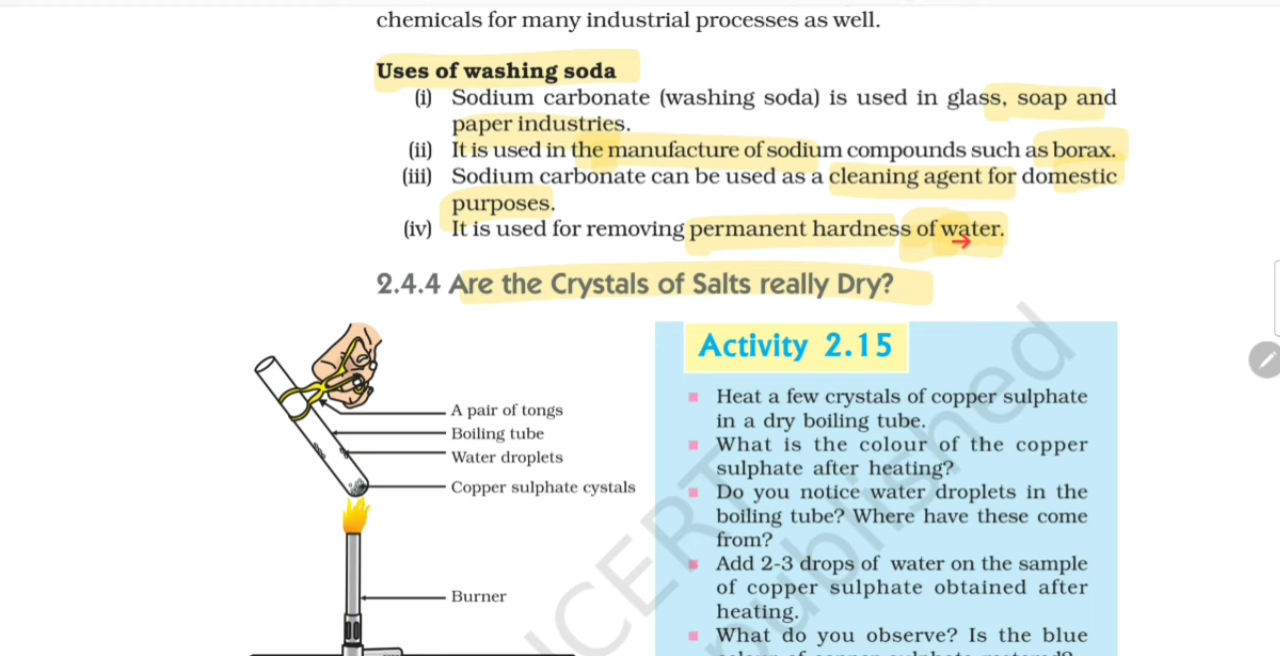 chemicals for many industrial processes as well.
Uses of washing soda
(i) Sodium carbonate (washing soda) is used in glass, soap and
paper industries.
(ii) It is used in the manufacture of sodium compounds such as borax.
(iii) Sodium carbonate can be used as a cleaning agent for domestic
purposes.
(iv) It is used for removing permanent hardness of water.
2.4.4 Are the Crystals of Salts really Dry?
A pair of tongs
Boiling tube
Water droplets
Copper sulphate cystals
Burner
Activity 2.15
Heat a few crystals of copper sulphate
in a dry boiling tube.
What is the colour of the copper
sulphate after heating?
Do you notice water droplets in the
boiling tube? Where have these come
from?
Add 2-3 drops of water on the sample
of copper sulphate obtained after
heating.
What do you observe? Is the blue